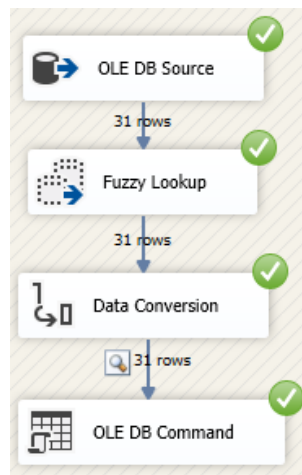 OLE DB Source
31 rows
Fuzzy Lookup
31 rows
Data Conversion
31 rows
OLE DB Command